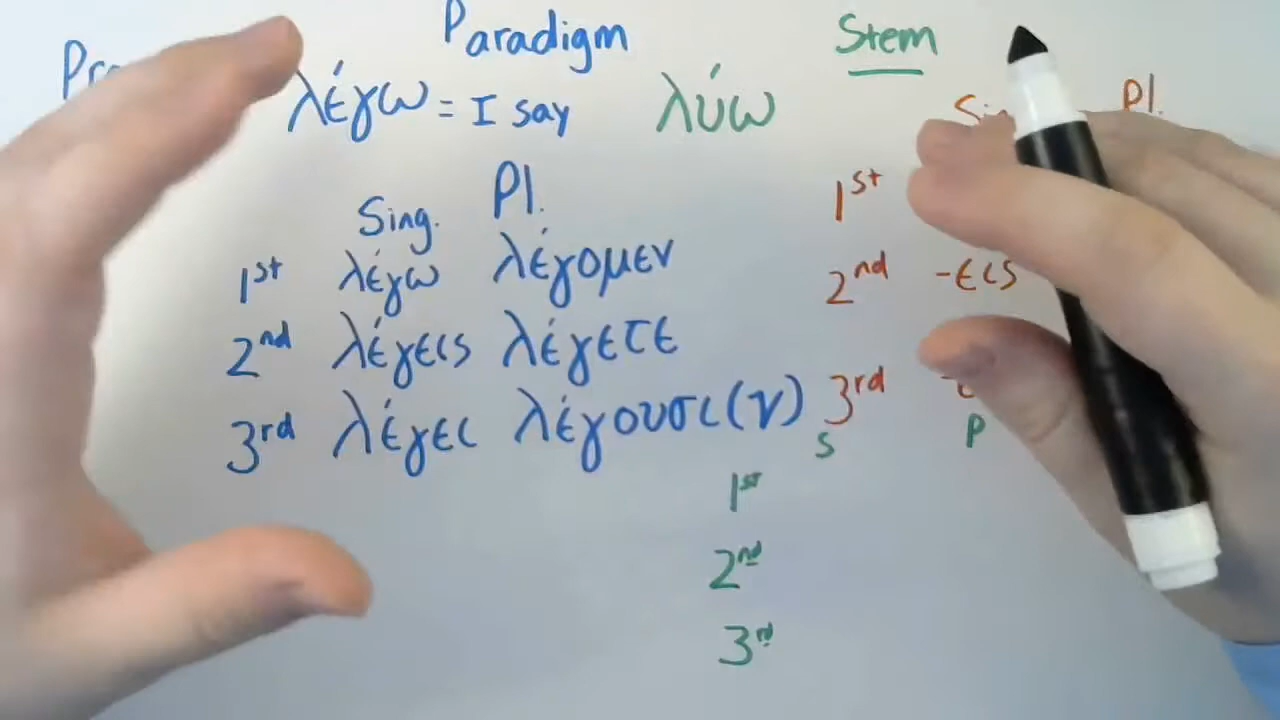 Paradigm
Stem
λέγω = I say
λύω
Pl.
Sing. Pl.
1st λέγω λέγομεν
2nd λέγεις λέγετε
3rd λέγει λέγουσι(ν)
1st
2nd -εις
3rd
S P
1st
2nd
3rd